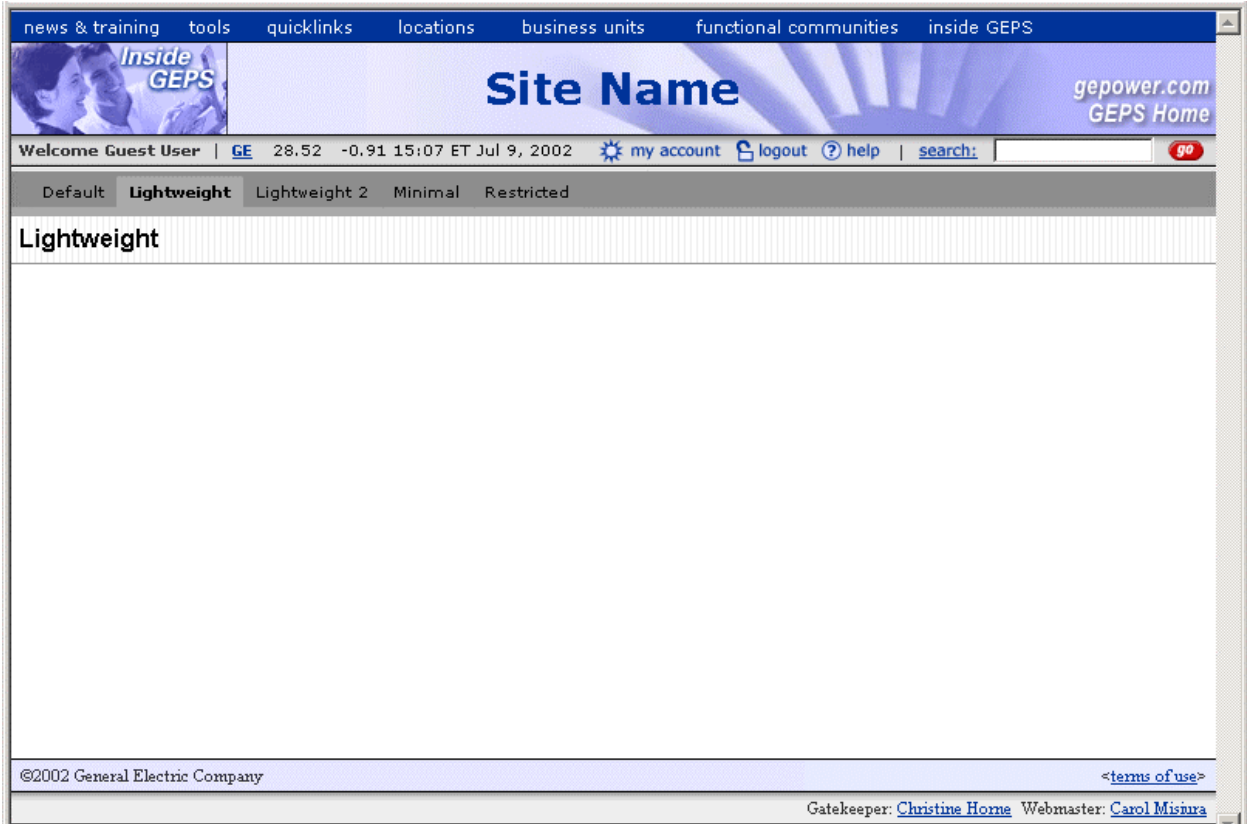 news & training tools quicklinks locations business units functional communities inside GEPS
Inside
GEPS
Site Name
gepower.com
GEPS Home
Welcome Guest User | GE 28.52 -0.91 15:07 ET Jul 9, 2002 my account logout ? help | search: go
Default Lightweight Lightweight 2 Minimal Restricted
Lightweight
©2002 General Electric Company <terms of use>
Gatekeeper: Christine Horne Webmaster: Carol Misiura